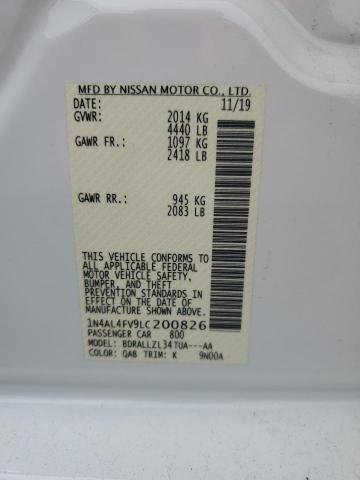 MFD BY NISSAN MOTOR CO., LTD.
DATE: 11/19
GVWR: 2014 KG
4440 LB
GAWR FR.: 1097 KG
2418 LB
GAWR RR.: 945 KG
2083 LB
THIS VEHICLE CONFORMS TO
ALL APPLICABLE FEDERAL
MOTOR VEHICLE SAFETY,
BUMPER, AND THEFT
PREVENTION STANDARDS IN
EFFECT ON THE DATE OF
MANUFACTURE SHOWN ABOVE.
1N4AL4FV9LC200826
PASSENGER CAR 800
MODEL: BDRALLZL34TUA---AA
COLOR: QAB TRIM: K 9N00A